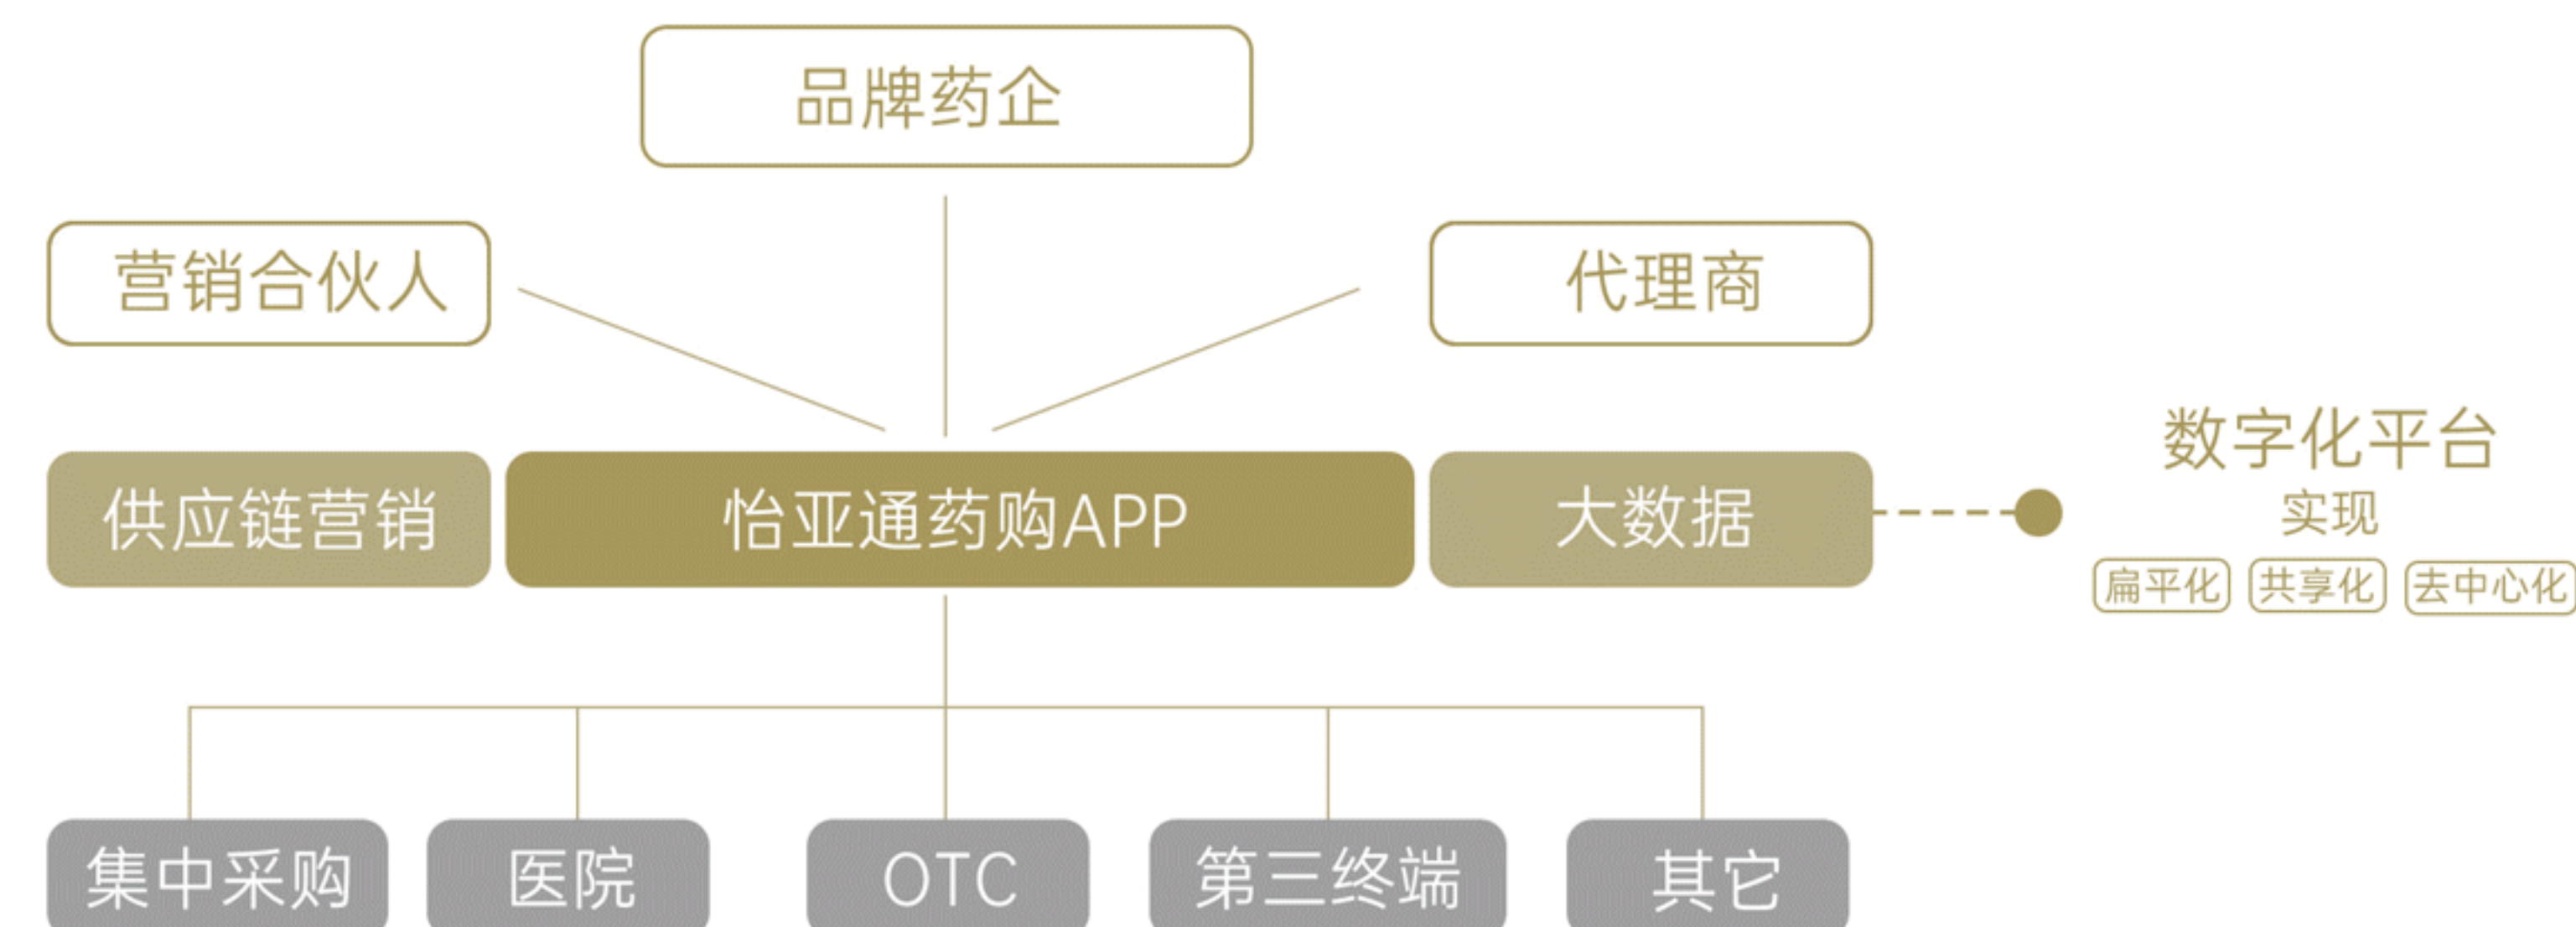 品牌药企
营销合伙人
代理商
供应链营销
怡亚通药购APP
大数据
数字化平台
实现
扁平化
共享化
去中心化
集中采购
医院
OTC
第三终端
其它